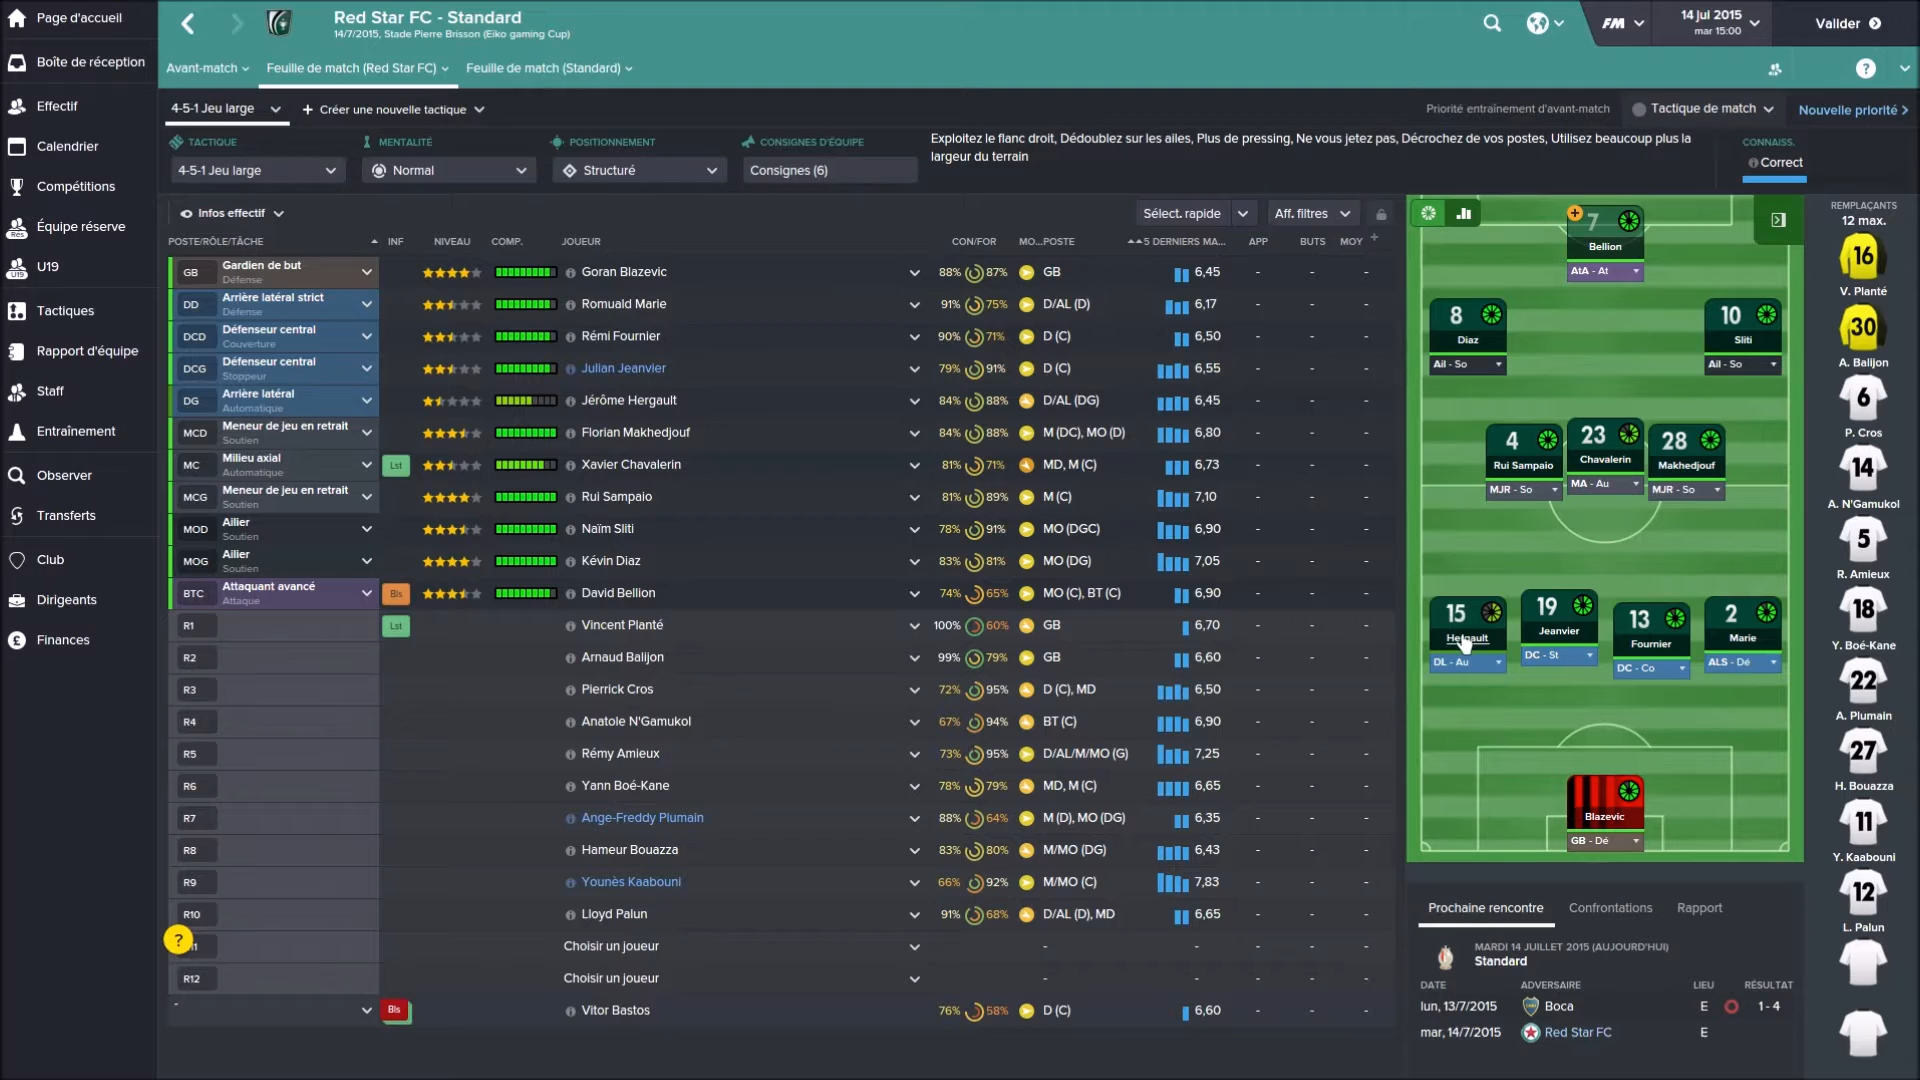 Page d'accueil
Boîte de réception
Effectif
Calendrier
Compétitions
Équipe réserve
U19
Tactiques
Rapport d'équipe
Staff
Entraînement
Observer
Transferts
Club
Dirigeants
Finances
Red Star FC - Standard
14/7/2015, Stade Pierre Brisson (Eiko gaming Cup)
FM
14 jul 2015
mar 15:00
Valider
Avant-match
Feuille de match (Red Star FC)
Feuille de match (Standard)
4-5-1 Jeu large
+ Créer une nouvelle tactique
Priorité entraînement d'avant-match
Tactique de match
Nouvelle priorité >
TACTIQUE
4-5-1 Jeu large
MENTALITÉ
Normal
POSITIONNEMENT
Structuré
CONSIGNES D'ÉQUIPE
Consignes (6)
Exploitez le flanc droit, Dédoublez sur les ailes, Plus de pressing, Ne vous jetez pas, Décrochez de vos postes, Utilisez beaucoup plus la
largeur du terrain
CONNAISS.
Correct
Infos effectif
Sélect. rapide
Aff. filtres
POSTE/RÔLE/TÂCHE INF NIVEAU COMP. JOUEUR CON/FOR MO... POSTE 5 DERNIERS MA... APP BUTS MOY
GB Gardien de but Défense Goran Blazevic 88% 87% GB 6,45 - - -
DD Arrière latéral strict Défense Romuald Marie 91% 75% D/AL (D) 6,17 - - -
DCD Défenseur central Couverture Rémi Fournier 90% 71% D (C) 6,50 - - -
DCG Défenseur central Stoppeur Julian Jeanvier 79% 91% D (C) 6,55 - - -
DG Arrière latéral Automatique Jérôme Hergault 84% 88% D/AL (DG) 6,45 - - -
MCD Meneur de jeu en retrait Soutien Florian Makhedjouf 84% 88% M (DC), MO (D) 6,80 - - -
MC Milieu axial Automatique Lst Xavier Chavalerin 81% 71% MD, M (C) 6,73 - - -
MCG Meneur de jeu en retrait Soutien Rui Sampaio 81% 89% M (C) 7,10 - - -
MOD Ailier Soutien Naïm Sliti 78% 91% MO (DGC) 6,90 - - -
MOG Ailier Soutien Kévin Diaz 83% 81% MO (DG) 7,05 - - -
BTC Attaquant avancé Attaque Bls David Bellion 74% 65% MO (C), BT (C) 6,90 - - -
R1 Lst Vincent Planté 100% 60% GB 6,70 - - -
R2 Arnaud Balijon 99% 79% GB 6,60 - - -
R3 Pierrick Cros 72% 95% D (C), MD 6,50 - - -
R4 Anatole N'Gamukol 67% 94% BT (C) 6,90 - - -
R5 Rémy Amieux 73% 95% D/AL/M/MO (G) 7,25 - - -
R6 Yann Boé-Kane 78% 79% MD, M (C) 6,65 - - -
R7 Ange-Freddy Plumain 88% 64% M (D), MO (DG) 6,35 - - -
R8 Hameur Bouazza 83% 80% M/MO (DG) 6,43 - - -
R9 Younès Kaabouni 66% 92% M/MO (C) 7,83 - - -
R10 Lloyd Palun 91% 68% D/AL (D), MD 6,65 - - -
Choisir un joueur - - - - -
R12 Choisir un joueur - - - - -
- Bls Vitor Bastos 76% 58% D (C) 6,60 - - -
?
7
Bellion
AtA - At
8
Diaz
Ail - So
10
Sliti
Ail - So
4
Rui Sampaio
MJR - So
23
Chavalerin
MA - Au
28
Makhedjouf
MJR - So
15
Hergault
DL - Au
19
Jeanvier
DC - St
13
Fournier
DC - Co
2
Marie
ALS - Dé
Blazevic
GB - Dé
REMPLAÇANTS
12 max.
16
V. Planté
30
A. Balijon
6
P. Cros
14
A. N'Gamukol
5
R. Amieux
18
Y. Boé-Kane
22
A. Plumain
27
H. Bouazza
11
Y. Kaabouni
12
L. Palun
Prochaine rencontre
Confrontations
Rapport
MARDI 14 JUILLET 2015 (AUJOURD'HUI)
Standard
DATE ADVERSAIRE LIEU RÉSULTAT
lun, 13/7/2015 Boca E 1 - 4
mar, 14/7/2015 Red Star FC E